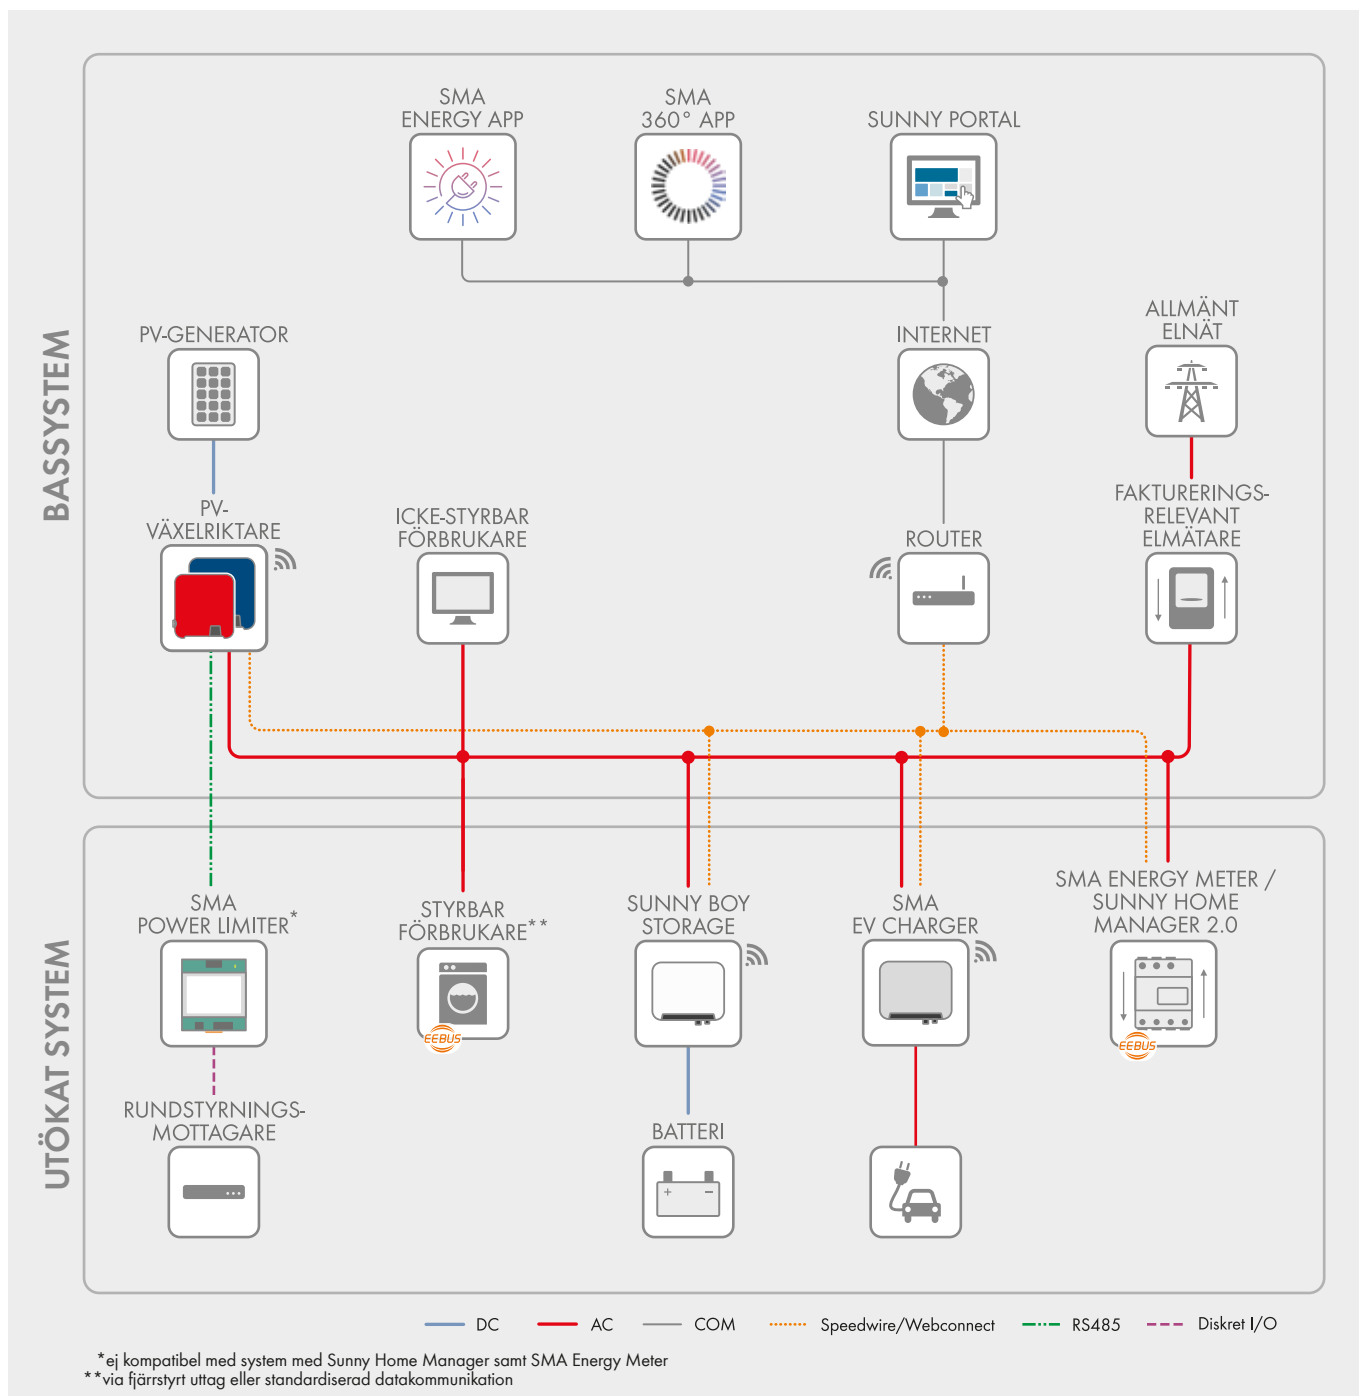 SMA
ENERGY APP
SMA
360° APP
SUNNY PORTAL
BASSYSTEM
PV-GENERATOR
INTERNET
ALLMÄNT
ELNÄT
PV-
VÄXELRIKTARE
ICKE-STYRBAR
FÖRBRUKARE
ROUTER
FAKTURERINGS-
RELEVANT
ELMÄTARE
UTÖKAT SYSTEM
SMA
POWER LIMITER*
STYRBAR
FÖRBRUKARE**
EEBUS
SUNNY BOY
STORAGE
SMA
EV CHARGER
SMA ENERGY METER /
SUNNY HOME
MANAGER 2.0
EEBUS
RUNDSTYRNINGS-
MOTTAGARE
BATTERI
+ –
DC
AC
COM
Speedwire/Webconnect
RS485
Diskret I/O
*ej kompatibel med system med Sunny Home Manager samt SMA Energy Meter
**via fjärrstyrt uttag eller standardiserad datakommunikation